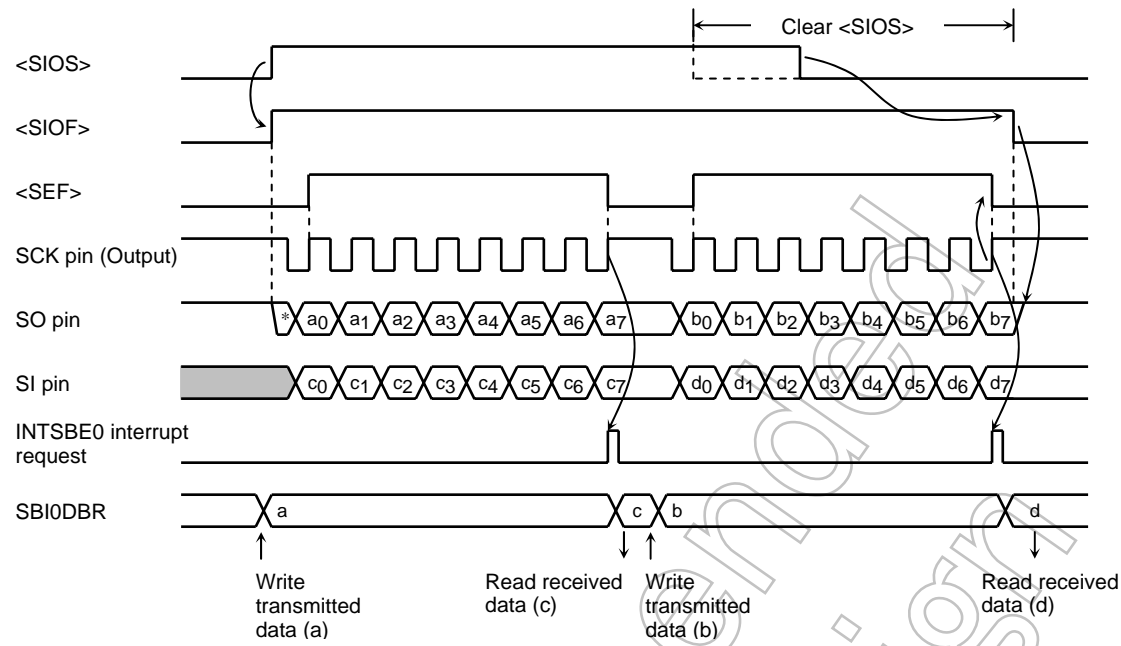 Clear <SIOS>
<SIOS>
<SIOF>
<SEF>
SCK pin (Output)
SO pin
* a0 a1 a2 a3 a4 a5 a6 a7 b0 b1 b2 b3 b4 b5 b6 b7
SI pin
c0 c1 c2 c3 c4 c5 c6 c7 d0 d1 d2 d3 d4 d5 d6 d7
INTSBE0 interrupt
request
SBI0DBR
a c b d
Write
transmitted
data (a)
Read received
data (c)
Write
transmitted
data (b)
Read received
data (d)